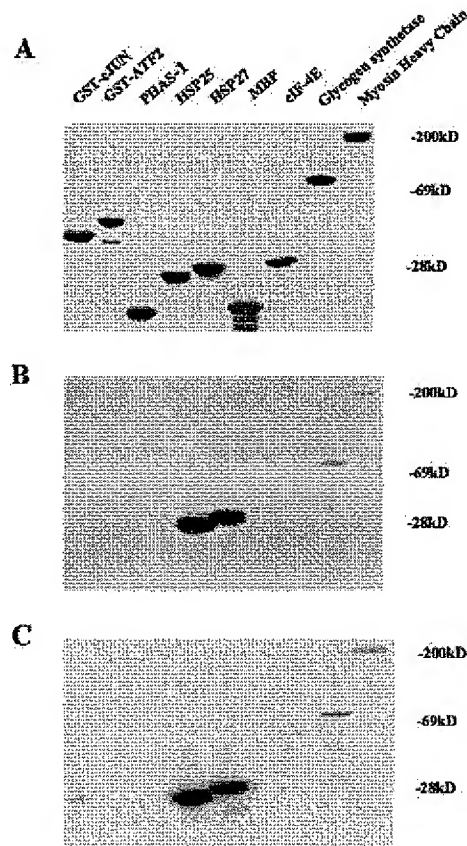 A
GST-cJUN
GST-ATF2
PHAS-1
HSP25
HSP27
MBP
eIF-4E
Glycogen synthetase
Myosin Heavy Chain
-200kD
-69kD
-28kD
B
-200kD
-69kD
-28kD
C
-200kD
-69kD
-28kD